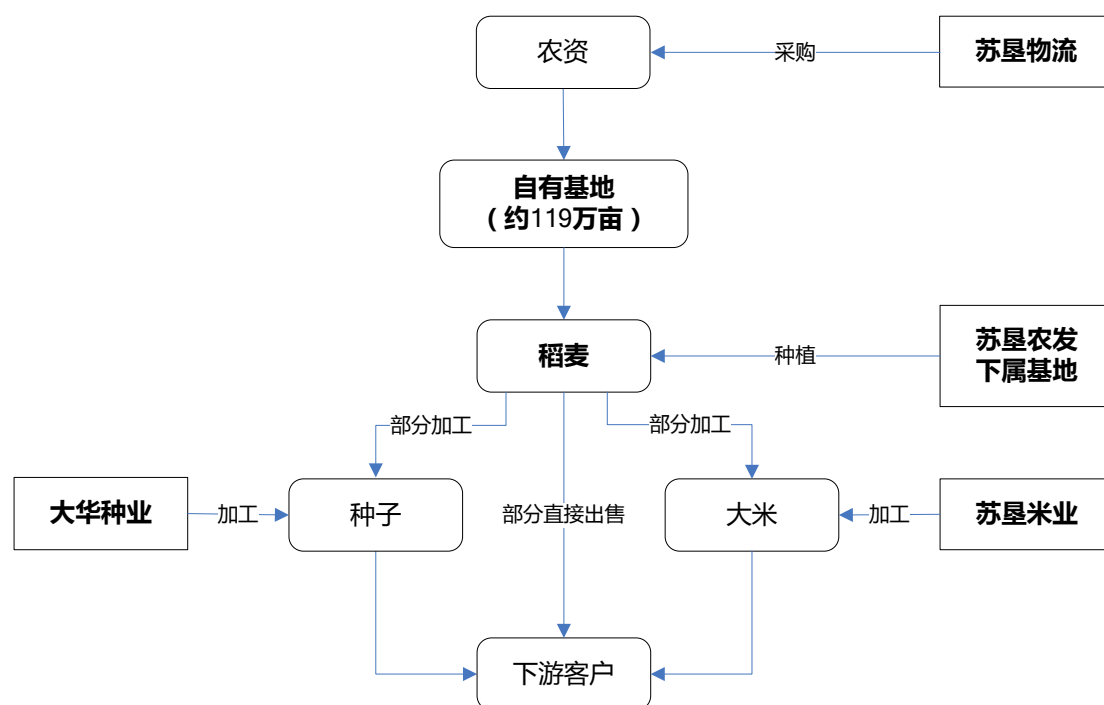 农资
采购
苏垦物流
自有基地
（约119万亩）
稻麦
种植
苏垦农发
下属基地
部分加工
部分加工
大华种业
加工
种子
部分直接出售
大米
加工
苏垦米业
下游客户